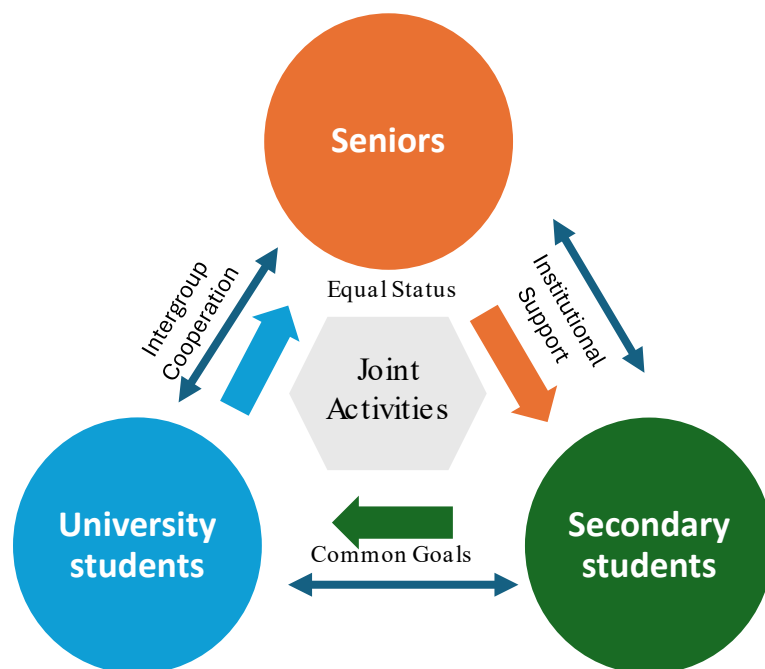 Seniors
Intergroup
Cooperation
Institutional
Support
Equal Status
Joint
Activities
University
students
Common Goals
Secondary
students